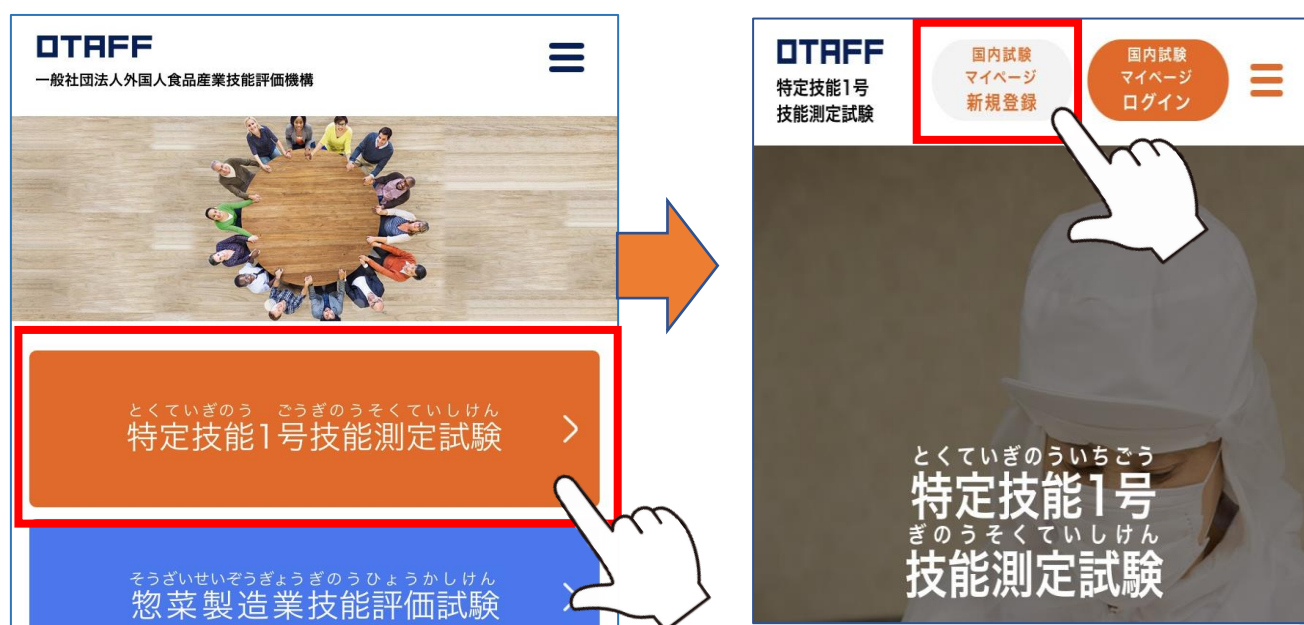 OTAFF
一般社団法人外国人食品産業技能評価機構
とくていぎのう　ごうぎのうそくていしけん
特定技能1号技能測定試験
そうざいせいぞうぎょうぎのうひょうかしけん
惣菜製造業技能評価試験
OTAFF
特定技能1号
技能測定試験
国内試験
マイページ
新規登録
国内試験
マイページ
ログイン
とくていぎのういちごう
特定技能1号
ぎのうそくていしけん
技能測定試験